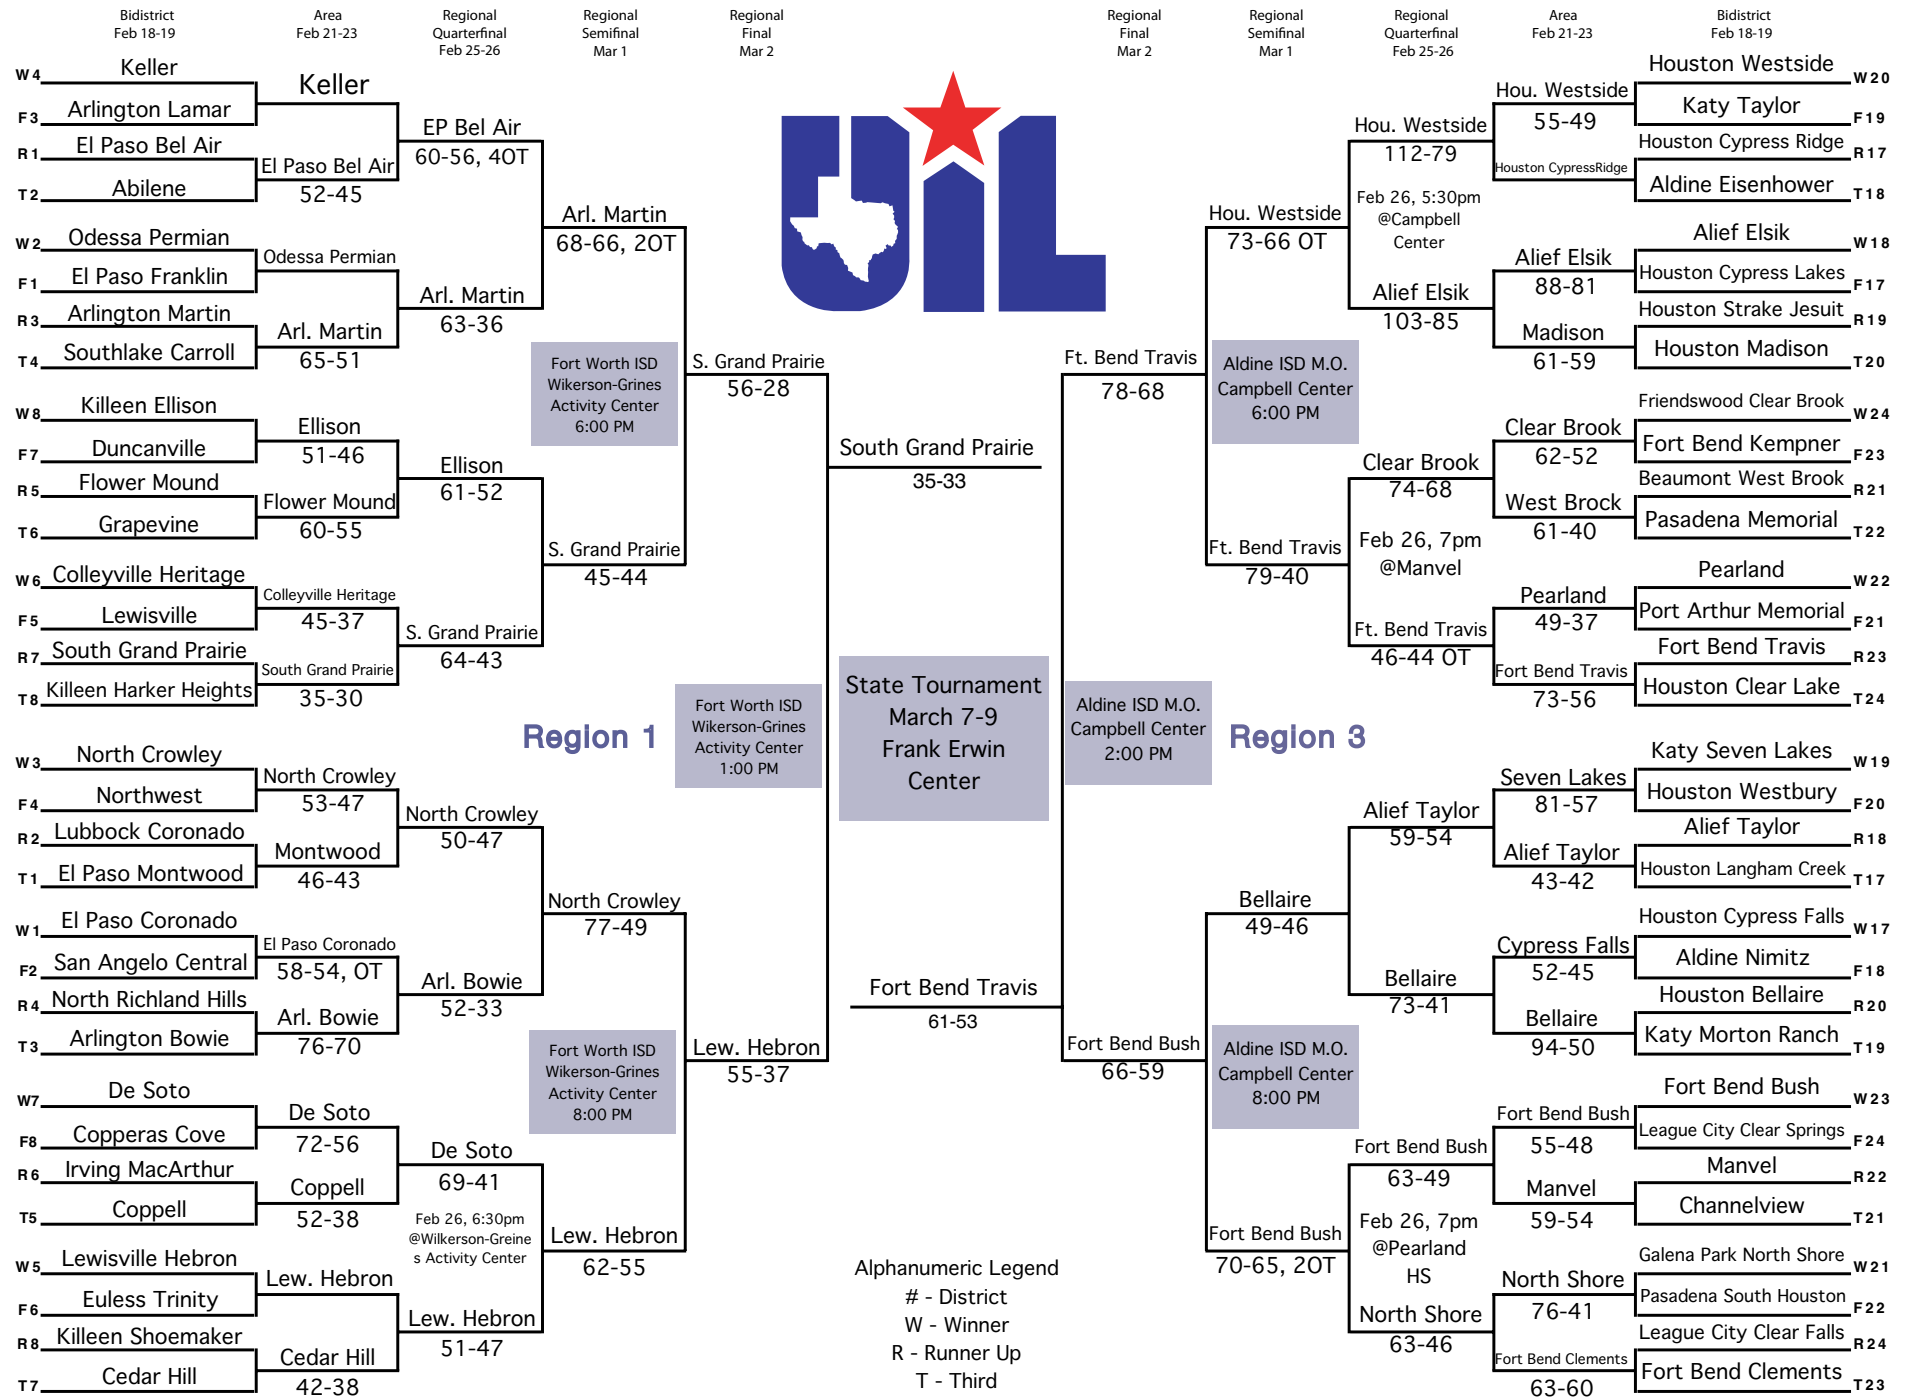 Bidistrict
Feb 18-19
Area
Feb 21-23
Regional
Quarterfinal
Feb 25-26
Regional
Semifinal
Mar 1
Regional
Final
Mar 2
Regional
Final
Mar 2
Regional
Semifinal
Mar 1
Regional
Quarterfinal
Feb 25-26
Area
Feb 21-23
Bidistrict
Feb 18-19
W4 Keller
F3 Arlington Lamar
R1 El Paso Bel Air
T2 Abilene
W2 Odessa Permian
F1 El Paso Franklin
R3 Arlington Martin
T4 Southlake Carroll
W8 Killeen Ellison
F7 Duncanville
R5 Flower Mound
T6 Grapevine
W6 Colleyville Heritage
F5 Lewisville
R7 South Grand Prairie
T8 Killeen Harker Heights
W3 North Crowley
F4 Northwest
R2 Lubbock Coronado
T1 El Paso Montwood
W1 El Paso Coronado
F2 San Angelo Central
R4 North Richland Hills
T3 Arlington Bowie
W7 De Soto
F8 Copperas Cove
R6 Irving MacArthur
T5 Coppell
W5 Lewisville Hebron
F6 Euless Trinity
R8 Killeen Shoemaker
T7 Cedar Hill
Keller
El Paso Bel Air
52-45
Odessa Permian
Arl. Martin
65-51
Ellison
51-46
Flower Mound
60-55
Colleyville Heritage
45-37
South Grand Prairie
35-30
North Crowley
53-47
Montwood
46-43
El Paso Coronado
58-54, OT
Arl. Bowie
76-70
De Soto
72-56
Coppell
52-38
Lew. Hebron
Cedar Hill
42-38
EP Bel Air
60-56, 4OT
Arl. Martin
63-36
Ellison
61-52
S. Grand Prairie
64-43
North Crowley
50-47
Arl. Bowie
52-33
De Soto
69-41
Feb 26, 6:30pm
@Wilkerson-Greine
s Activity Center
Lew. Hebron
51-47
Arl. Martin
68-66, 2OT
Fort Worth ISD
Wikerson-Grines
Activity Center
6:00 PM
S. Grand Prairie
45-44
Region 1
North Crowley
77-49
Fort Worth ISD
Wikerson-Grines
Activity Center
8:00 PM
Lew. Hebron
62-55
S. Grand Prairie
56-28
Fort Worth ISD
Wikerson-Grines
Activity Center
1:00 PM
Lew. Hebron
55-37
UIL
South Grand Prairie
35-33
State Tournament
March 7-9
Frank Erwin
Center
Fort Bend Travis
61-53
Alphanumeric Legend
# - District
W - Winner
R - Runner Up
T - Third
Ft. Bend Travis
78-68
Aldine ISD M.O.
Campbell Center
2:00 PM
Fort Bend Bush
66-59
Hou. Westside
73-66 OT
Aldine ISD M.O.
Campbell Center
6:00 PM
Ft. Bend Travis
79-40
Region 3
Bellaire
49-46
Aldine ISD M.O.
Campbell Center
8:00 PM
Fort Bend Bush
70-65, 2OT
Hou. Westside
112-79
Feb 26, 5:30pm
@Campbell
Center
Alief Elsik
103-85
Clear Brook
74-68
Feb 26, 7pm
@Manvel
Ft. Bend Travis
46-44 OT
Alief Taylor
59-54
Bellaire
73-41
Fort Bend Bush
63-49
Feb 26, 7pm
@Pearland
HS
North Shore
63-46
Hou. Westside
55-49
Houston CypressRidge
Alief Elsik
88-81
Madison
61-59
Clear Brook
62-52
West Brock
61-40
Pearland
49-37
Fort Bend Travis
73-56
Seven Lakes
81-57
Alief Taylor
43-42
Cypress Falls
52-45
Bellaire
94-50
Fort Bend Bush
55-48
Manvel
59-54
North Shore
76-41
Fort Bend Clements
63-60
Houston Westside W20
Katy Taylor F19
Houston Cypress Ridge R17
Aldine Eisenhower T18
Alief Elsik W18
Houston Cypress Lakes F17
Houston Strake Jesuit R19
Houston Madison T20
Friendswood Clear Brook W24
Fort Bend Kempner F23
Beaumont West Brook R21
Pasadena Memorial T22
Pearland W22
Port Arthur Memorial F21
Fort Bend Travis R23
Houston Clear Lake T24
Katy Seven Lakes W19
Houston Westbury F20
Alief Taylor R18
Houston Langham Creek T17
Houston Cypress Falls W17
Aldine Nimitz F18
Houston Bellaire R20
Katy Morton Ranch T19
Fort Bend Bush W23
League City Clear Springs F24
Manvel R22
Channelview T21
Galena Park North Shore W21
Pasadena South Houston F22
League City Clear Falls R24
Fort Bend Clements T23